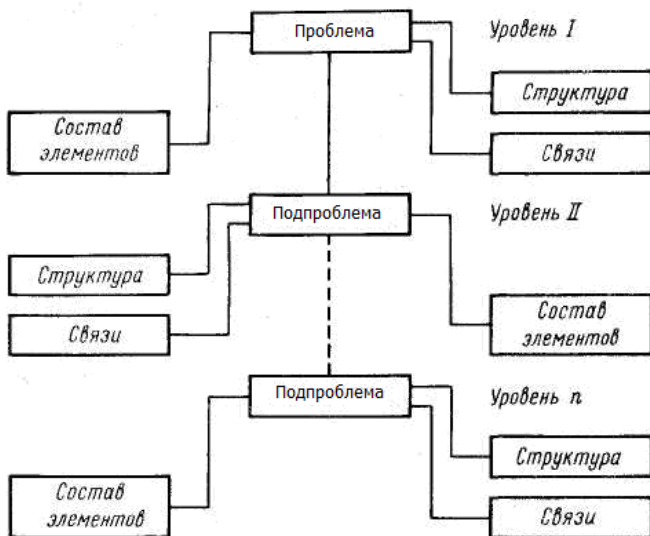 Проблема
Уровень I
Структура
Состав
элементов
Связи
Подпроблема
Уровень II
Структура
Связи
Состав
элементов
Подпроблема
Уровень n
Структура
Состав
элементов
Связи